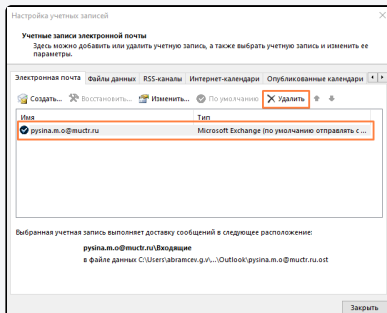 Настройка учетных записей
Учетные записи электронной почты
Здесь можно добавить или удалить учетную запись, а также выбрать учетную запись и изменить ее
параметры.
Электронная почта Файлы данных RSS-каналы Интернет-календари Опубликованные календари
Создать... Восстановить... Изменить... По умолчанию Удалить
Имя Тип
pysina.m.o@muctr.ru Microsoft Exchange (по умолчанию отправлять с ...
Выбранная учетная запись выполняет доставку сообщений в следующее расположение:
pysina.m.o@muctr.ru\Входящие
в файле данных C:\Users\abramcev.g.v\...\Outlook\pysina.m.o@muctr.ru.ost
Закрыть